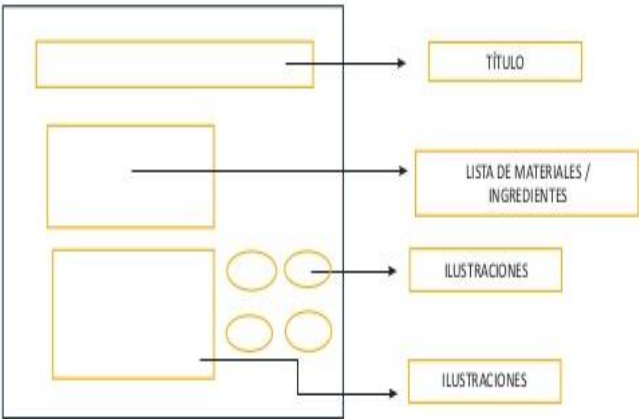 TÍTULO
LISTA DE MATERIALES /
INGREDIENTES
ILUSTRACIONES
ILUSTRACIONES